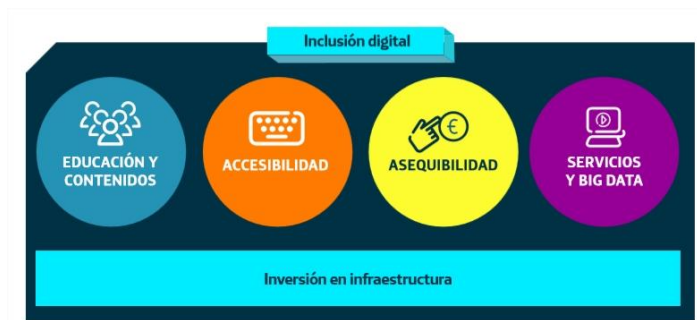 Inclusión digital
EDUCACIÓN Y
CONTENIDOS
ACCESIBILIDAD
€
ASEQUIBILIDAD
SERVICIOS
Y BIG DATA
Inversión en infraestructura